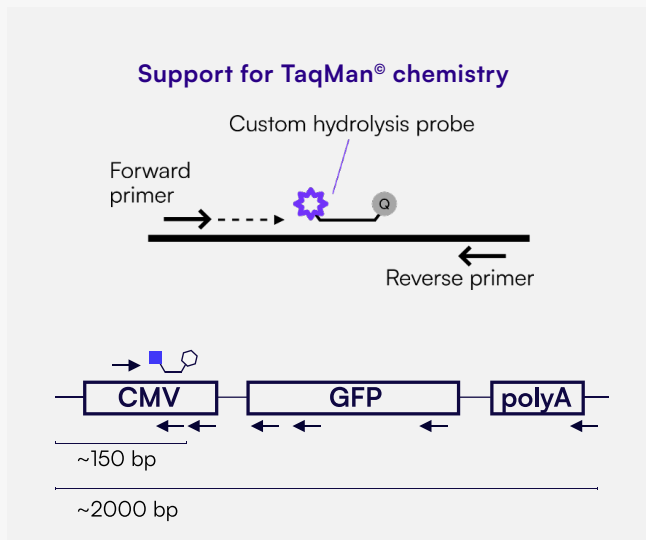 Support for TaqMan© chemistry
Custom hydrolysis probe
Forward
primer
Q
Reverse primer
CMV
GFP
polyA
~150 bp
~2000 bp